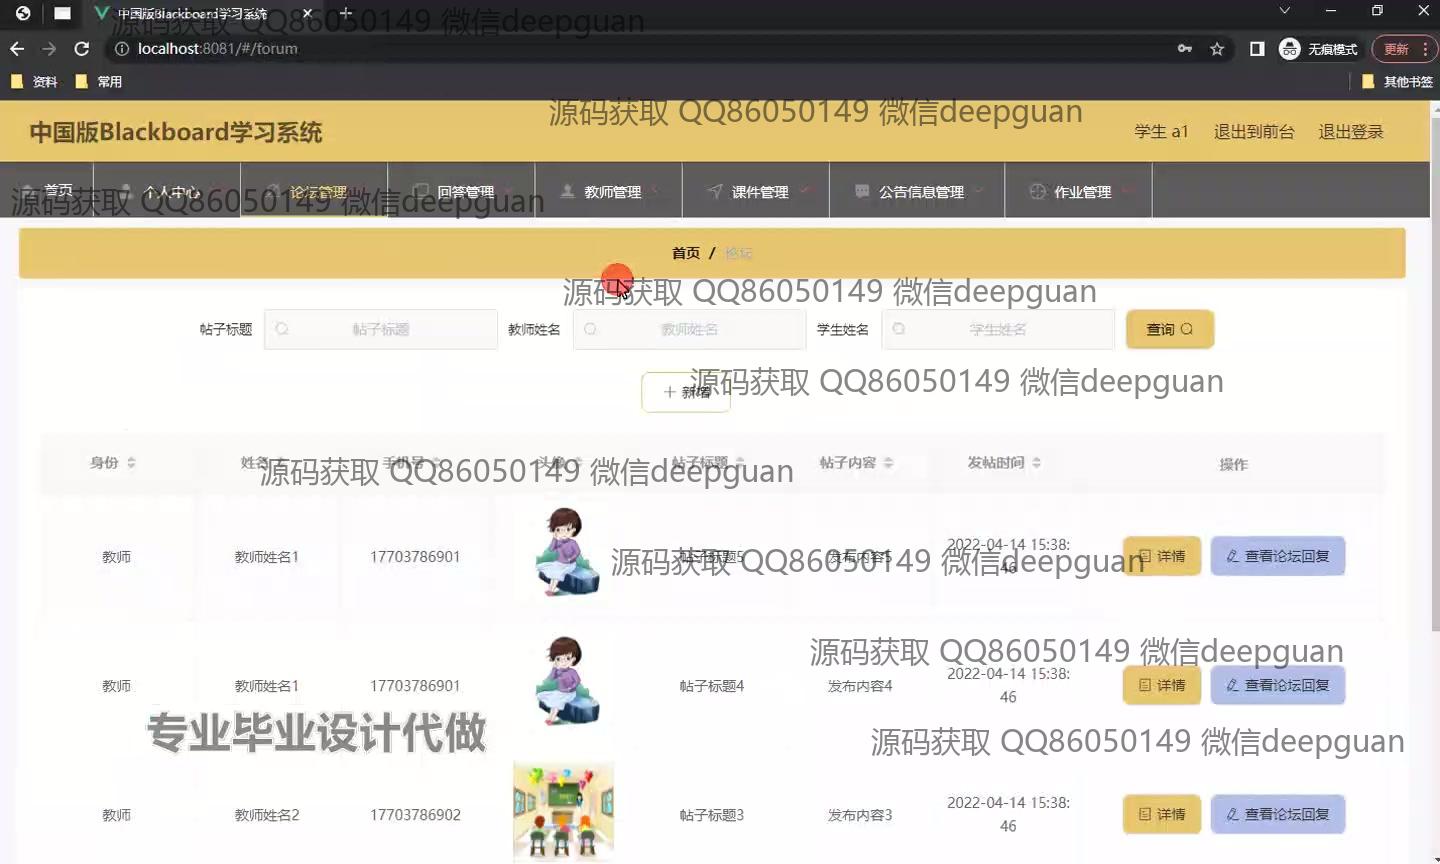 中国版Blackboard学习系统
源码获取 QQ86050149 微信deepguan
localhost:8081/#/forum
无痕模式
更新
资料
常用
其他书签
源码获取 QQ86050149 微信deepguan
中国版Blackboard学习系统
学生 a1
退出到前台
退出登录
首页
个人中心
论坛管理
回答管理
教师管理
课件管理
公告信息管理
作业管理
源码获取 QQ86050149 微信deepguan
首页 / 论坛
源码获取 QQ86050149 微信deepguan
帖子标题
帖子标题
教师姓名
教师姓名
学生姓名
学生姓名
查询
新增
源码获取 QQ86050149 微信deepguan
身份
姓名
手机号
头像
帖子标题
帖子内容
发帖时间
操作
源码获取 QQ86050149 微信deepguan
教师
教师姓名1
17703786901
帖子标题5
发布内容5
2022-04-14 15:38:
46
详情
查看论坛回复
源码获取 QQ86050149 微信deepguan
源码获取 QQ86050149 微信deepguan
教师
教师姓名1
17703786901
帖子标题4
发布内容4
2022-04-14 15:38:
46
详情
查看论坛回复
专业毕业设计代做
源码获取 QQ86050149 微信deepguan
教师
教师姓名2
17703786902
帖子标题3
发布内容3
2022-04-14 15:38:
46
详情
查看论坛回复